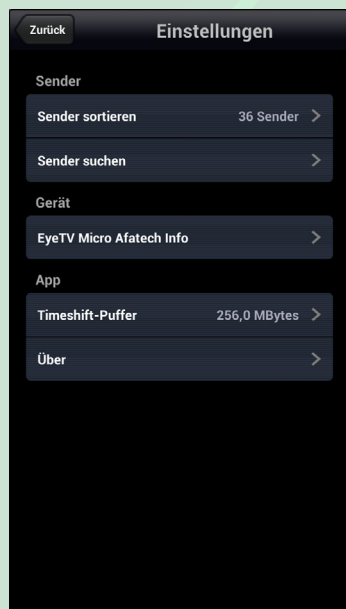 Zurück
Einstellungen
Sender
Sender sortieren 36 Sender
Sender suchen
Gerät
EyeTV Micro Afatech Info
App
Timeshift-Puffer 256,0 MBytes
Über